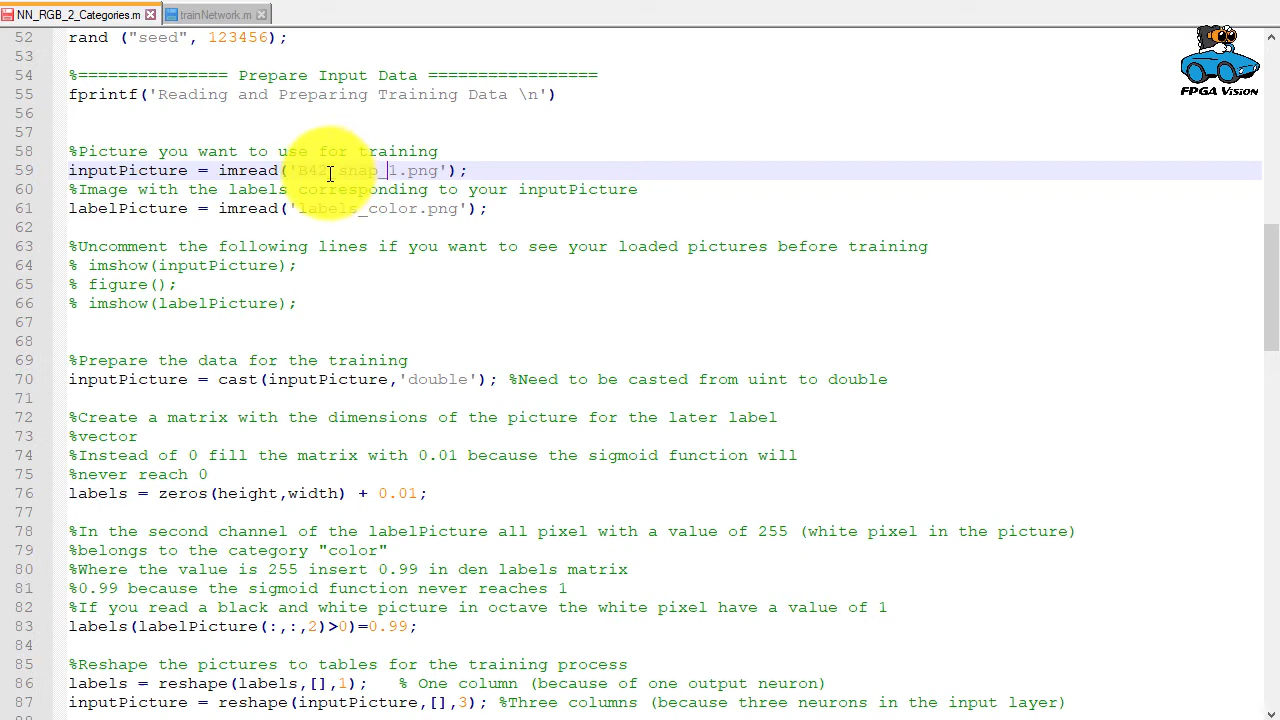 NN_RGB_2_Categories.m trainNetwork.m
52 rand ("seed", 123456);
53
54 %=============== Prepare Input Data =================
55 fprintf('Reading and Preparing Training Data \n')
56
57
58 %Picture you want to use for training
59 inputPicture = imread('B42_snap_1.png');
60 %Image with the labels corresponding to your inputPicture
61 labelPicture = imread('labels_color.png');
62
63 %Uncomment the following lines if you want to see your loaded pictures before training
64 % imshow(inputPicture);
65 % figure();
66 % imshow(labelPicture);
67
68
69 %Prepare the data for the training
70 inputPicture = cast(inputPicture,'double'); %Need to be casted from uint to double
71
72 %Create a matrix with the dimensions of the picture for the later label
73 %vector
74 %Instead of 0 fill the matrix with 0.01 because the sigmoid function will
75 %never reach 0
76 labels = zeros(height,width) + 0.01;
77
78 %In the second channel of the labelPicture all pixel with a value of 255 (white pixel in the picture)
79 %belongs to the category "color"
80 %Where the value is 255 insert 0.99 in den labels matrix
81 %0.99 because the sigmoid function never reaches 1
82 %If you read a black and white picture in octave the white pixel have a value of 1
83 labels(labelPicture(:,:,2)>0)=0.99;
84
85 %Reshape the pictures to tables for the training process
86 labels = reshape(labels,[],1); % One column (because of one output neuron)
87 inputPicture = reshape(inputPicture,[],3); %Three columns (because three neurons in the input layer)
FPGA Vision